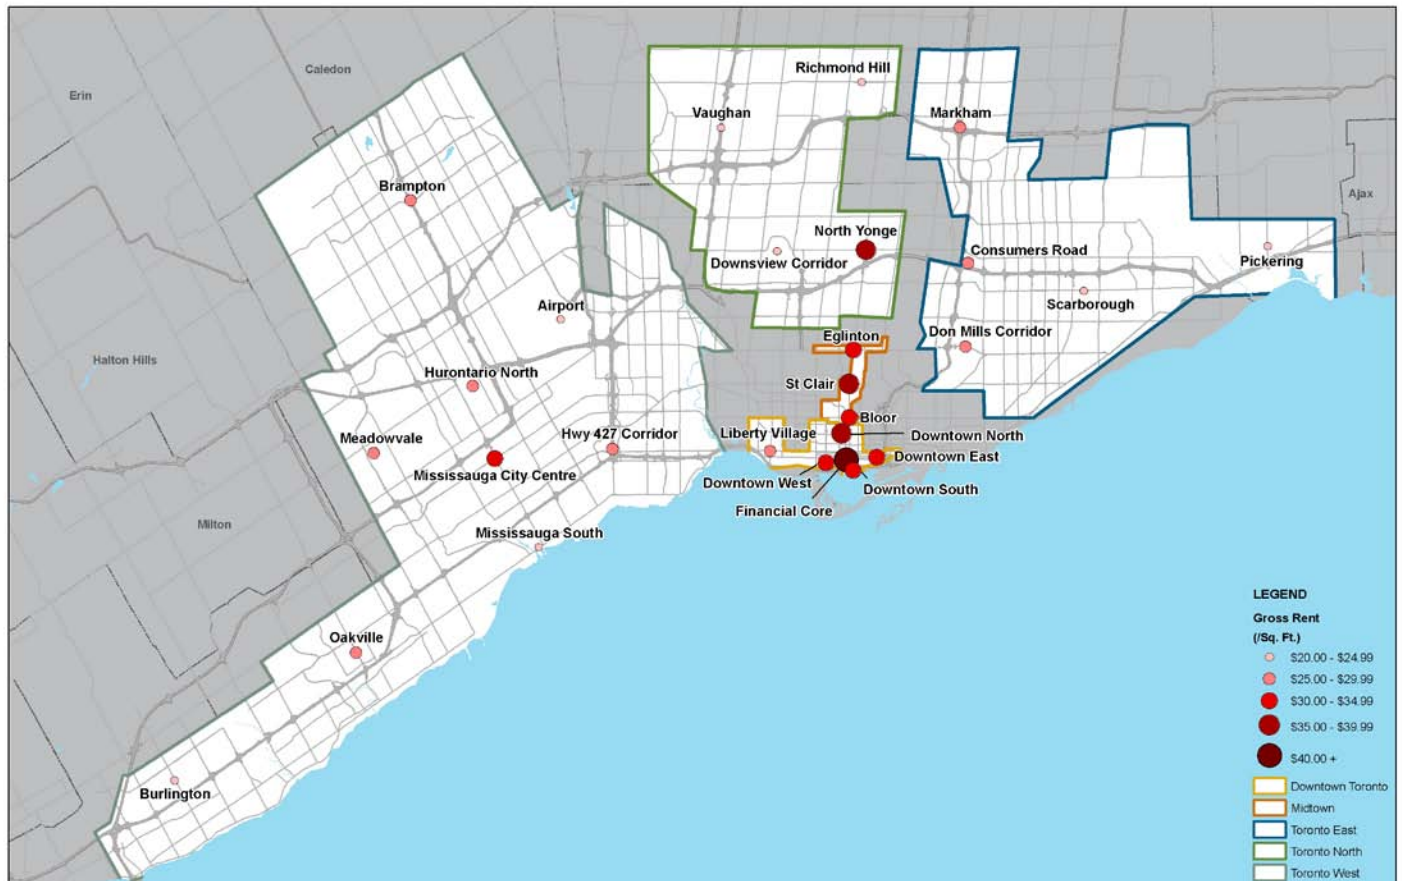 Richmond Hill
Caledon
Erin
Vaughan
Markham
Brampton
Ajax
North Yonge
Consumers Road
Downsview Corridor
Pickering
Airport
Scarborough
Don Mills Corridor
Eglinton
Halton Hills
Hurontario North
St Clair
Bloor
Liberty Village
Hwy 427 Corridor
Downtown North
Meadowvale
Downtown East
Mississauga City Centre
Downtown West
Downtown South
Financial Core
Milton
Mississauga South
LEGEND
Gross Rent
(/Sq. Ft.)
$20.00 - $24.99
$25.00 - $29.99
$30.00 - $34.99
$35.00 - $39.99
$40.00 +
Oakville
Burlington
Downtown Toronto
Midtown
Toronto East
Toronto North
Toronto West